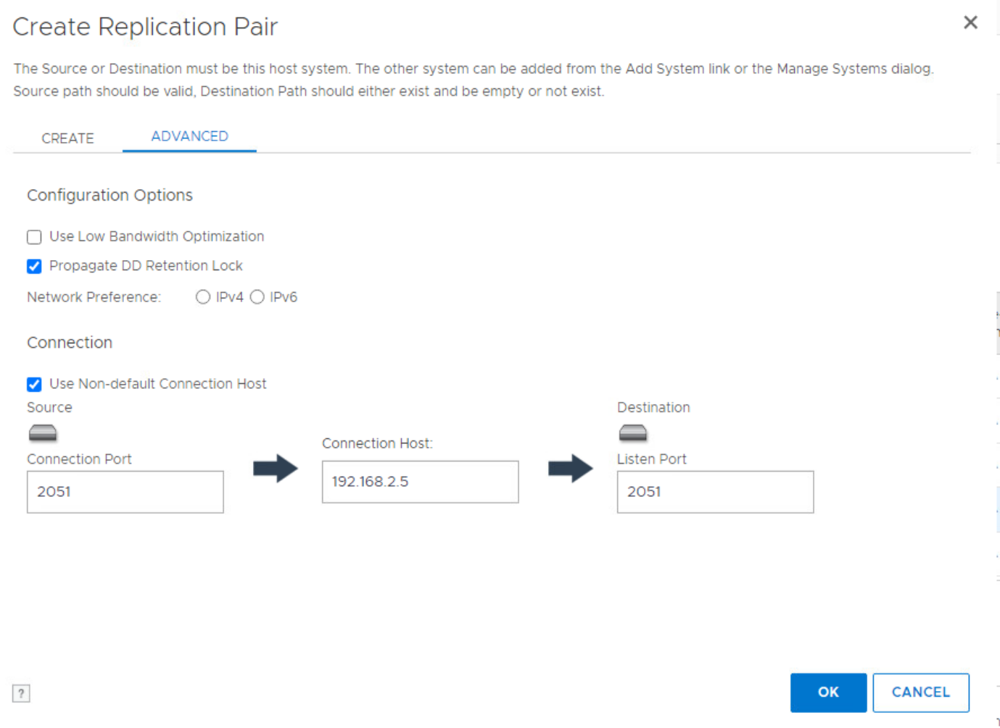 Create Replication Pair
The Source or Destination must be this host system. The other system can be added from the Add System link or the Manage Systems dialog.
Source path should be valid, Destination Path should either exist and be empty or not exist.
CREATE
ADVANCED
Configuration Options
Use Low Bandwidth Optimization
Propagate DD Retention Lock
Network Preference: IPv4 IPv6
Connection
Use Non-default Connection Host
Source
Destination
Connection Host:
Connection Port
Listen Port
192.168.2.5
2051
2051
?
OK
CANCEL